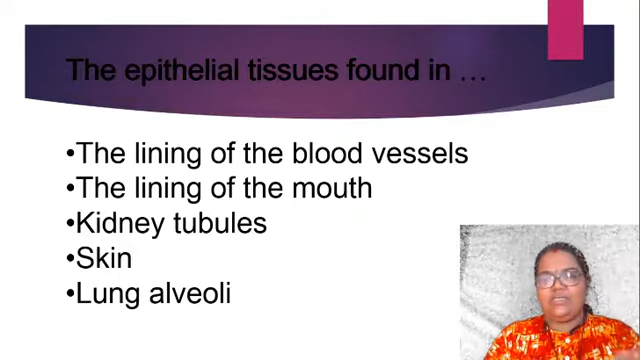 The epithelial tissues found in …
•The lining of the blood vessels
•The lining of the mouth
•Kidney tubules
•Skin
•Lung alveoli